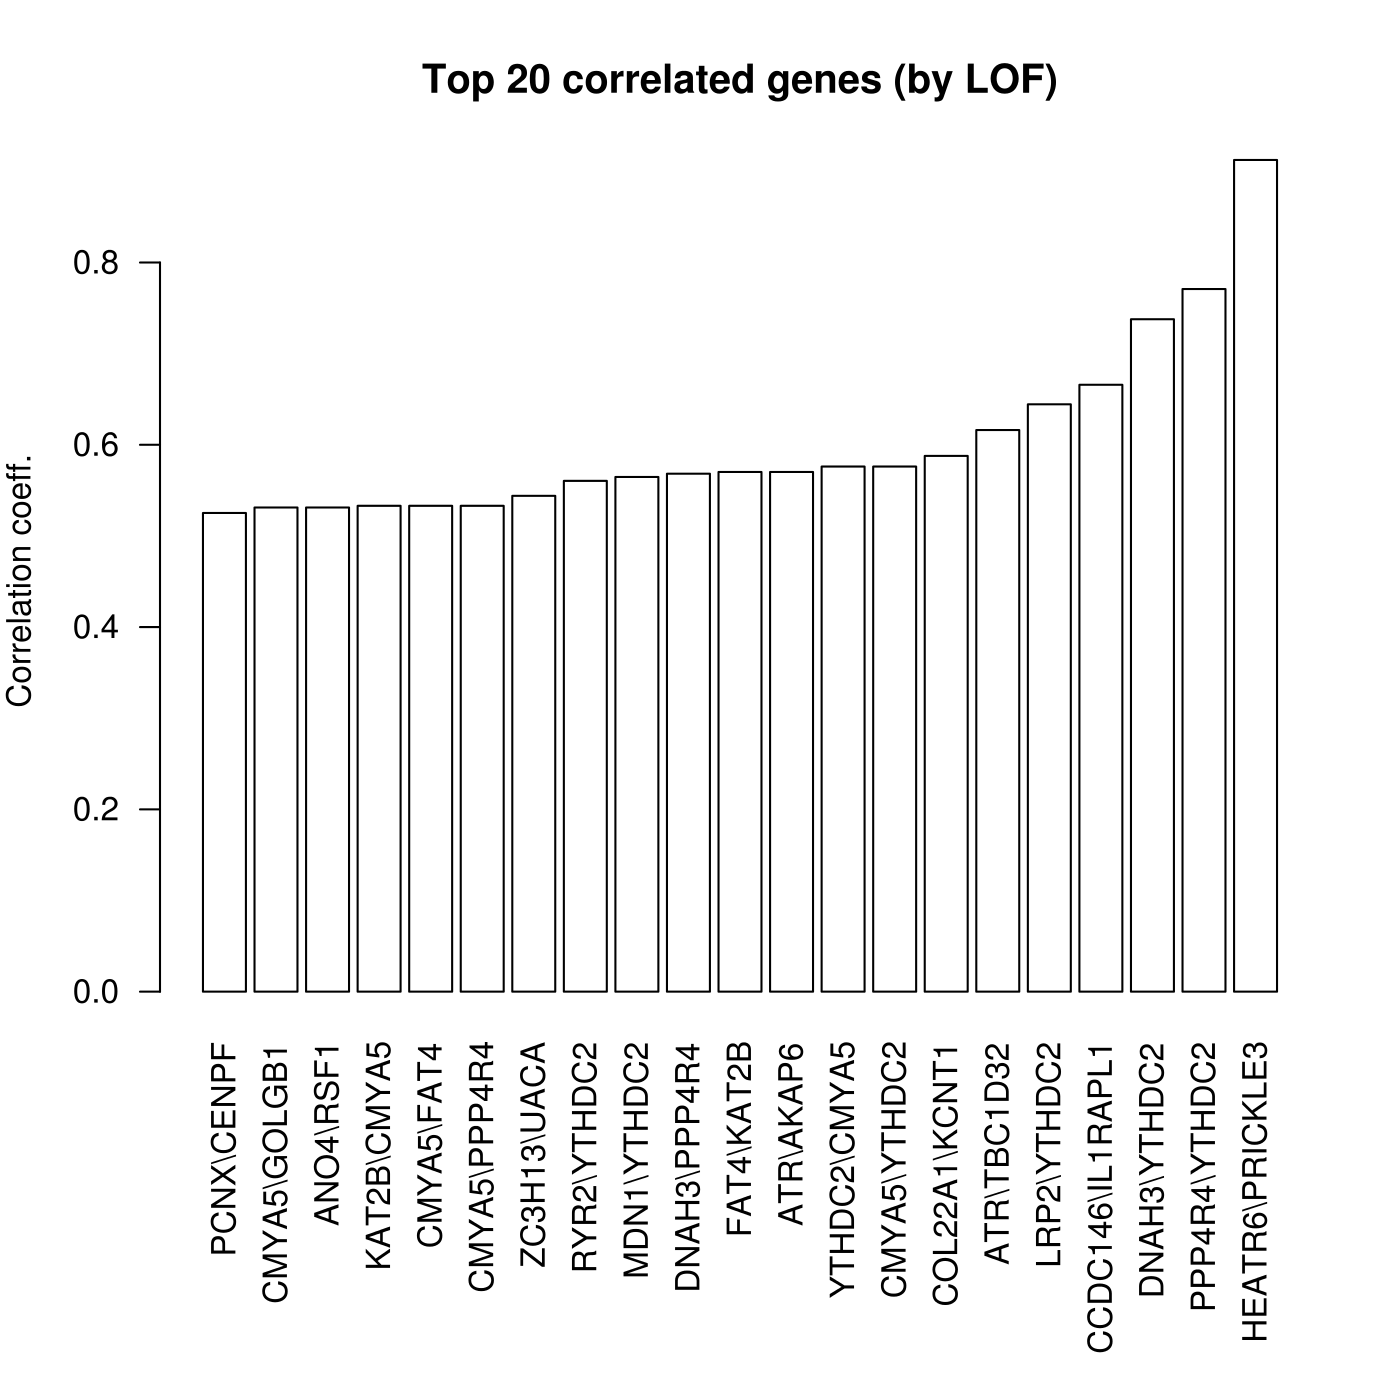 Top 20 correlated genes (by LOF)
Correlation coeff.
0.8
0.6
0.4
0.2
0.0
PCNX\CENPF
CMYA5\GOLGB1
ANO4\RSF1
KAT2B\CMYA5
CMYA5\FAT4
CMYA5\PPP4R4
ZC3H13\UACA
RYR2\YTHDC2
MDN1\YTHDC2
DNAH3\PPP4R4
FAT4\KAT2B
ATR\AKAP6
YTHDC2\CMYA5
CMYA5\YTHDC2
COL22A1\KCNT1
ATR\TBC1D32
LRP2\YTHDC2
CCDC146\IL1RAPL1
DNAH3\YTHDC2
PPP4R4\YTHDC2
HEATR6\PRICKLE3